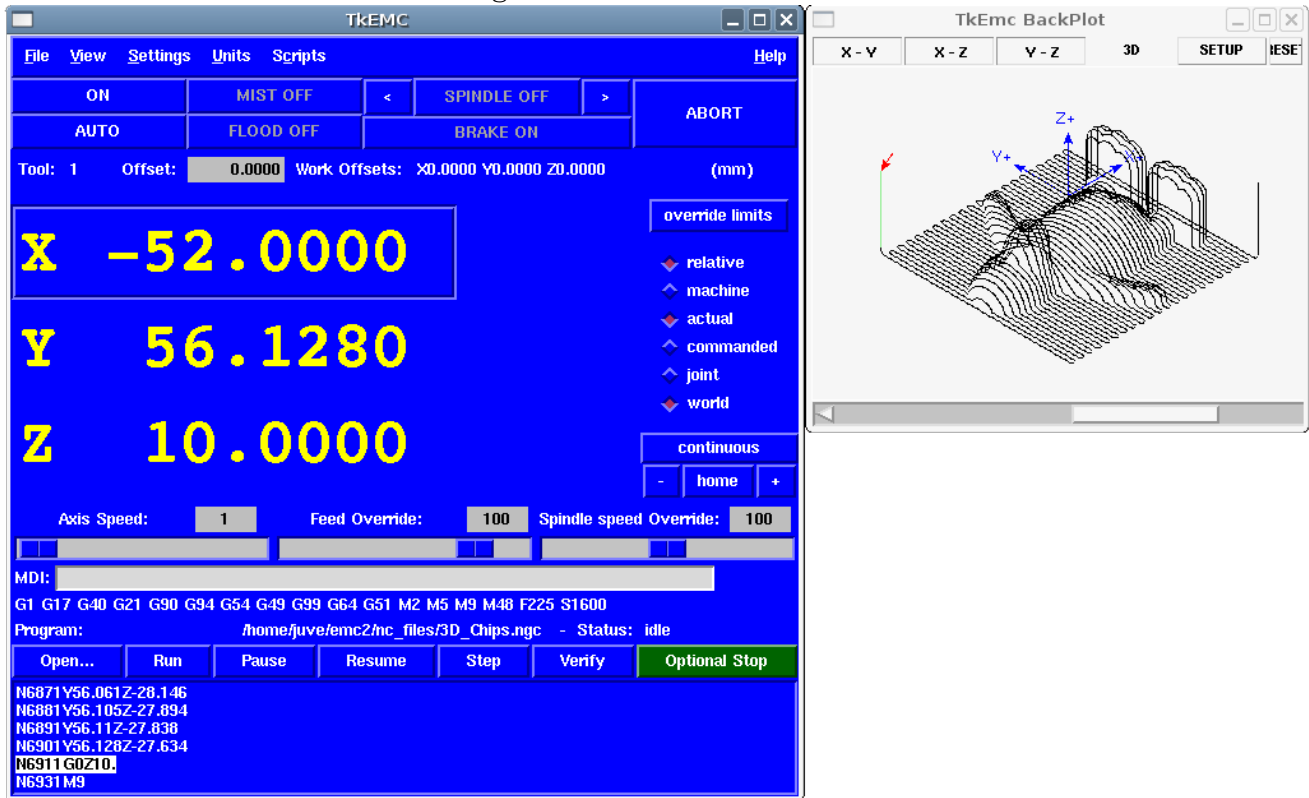 TkEMC
File View Settings Units Scripts Help
ON MIST OFF < SPINDLE OFF > ABORT
AUTO FLOOD OFF BRAKE ON
Tool: 1 Offset: 0.0000 Work Offsets: X0.0000 Y0.0000 Z0.0000 (mm)
override limits
X -52.0000
relative
machine
Y 56.1280
actual
commanded
joint
world
Z 10.0000
continuous
- home +
Axis Speed: 1 Feed Override: 100 Spindle speed Override: 100
MDI:
G1 G17 G40 G21 G90 G94 G54 G49 G99 G64 G51 M2 M5 M9 M48 F225 S1600
Program: /home/juve/emc2/nc_files/3D_Chips.ngc - Status: idle
Open... Run Pause Resume Step Verify Optional Stop
N6871Y56.061Z-28.146
N6881Y56.105Z-27.894
N6891Y56.11Z-27.838
N6901Y56.128Z-27.634
N6911G0Z10.
N6931M9
TkEmc BackPlot
X - Y X - Z Y - Z 3D SETUP RESET
Z+
Y+ X+